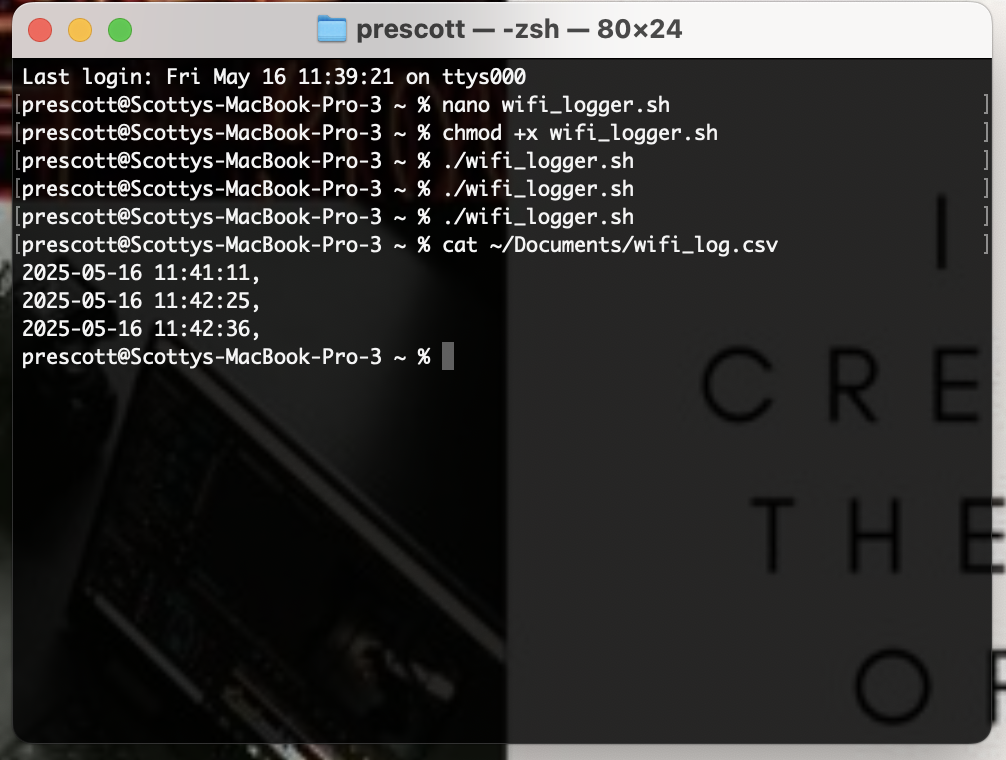 prescott — -zsh — 80×24
Last login: Fri May 16 11:39:21 on ttys000
[prescott@Scottys-MacBook-Pro-3 ~ % nano wifi_logger.sh ]
[prescott@Scottys-MacBook-Pro-3 ~ % chmod +x wifi_logger.sh ]
[prescott@Scottys-MacBook-Pro-3 ~ % ./wifi_logger.sh ]
[prescott@Scottys-MacBook-Pro-3 ~ % ./wifi_logger.sh ]
[prescott@Scottys-MacBook-Pro-3 ~ % ./wifi_logger.sh ]
[prescott@Scottys-MacBook-Pro-3 ~ % cat ~/Documents/wifi_log.csv ]
2025-05-16 11:41:11,
2025-05-16 11:42:25,
2025-05-16 11:42:36,
prescott@Scottys-MacBook-Pro-3 ~ %
I
CRE
THE